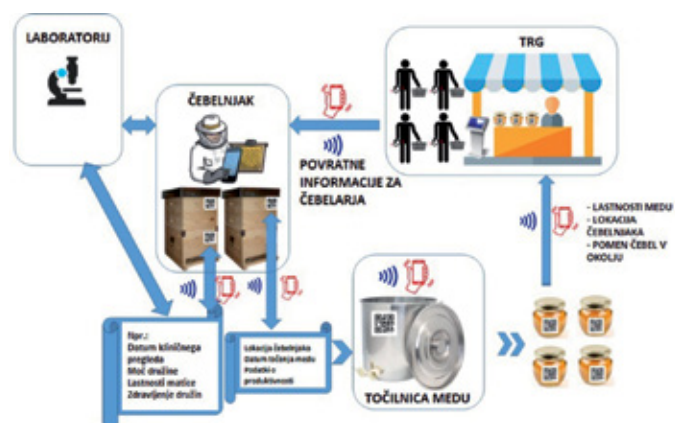 LABORATORIJ
ČEBELNJAK
TRG
POVRATNE
INFORMACIJE ZA
ČEBELARJA
- LASTNOSTI MEDU
- LOKACIJA
ČEBELNJAKA
- POMEN ČEBEL V
OKOLJU
Npr.:
Datum kliničnega
pregleda
Moč družine
Lastnosti matice
Zdravljenje družin
Lokacija čebelnjaka
Datum točenja medu
Podatki o
produktivnosti
TOČILNICA MEDU